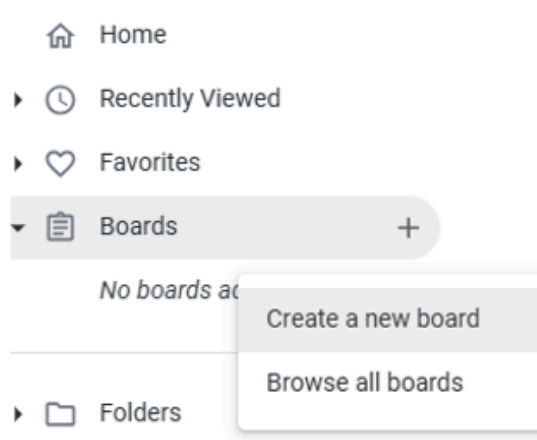 Home
Recently Viewed
Favorites
Boards
No boards
Create a new board
Browse all boards
Folders